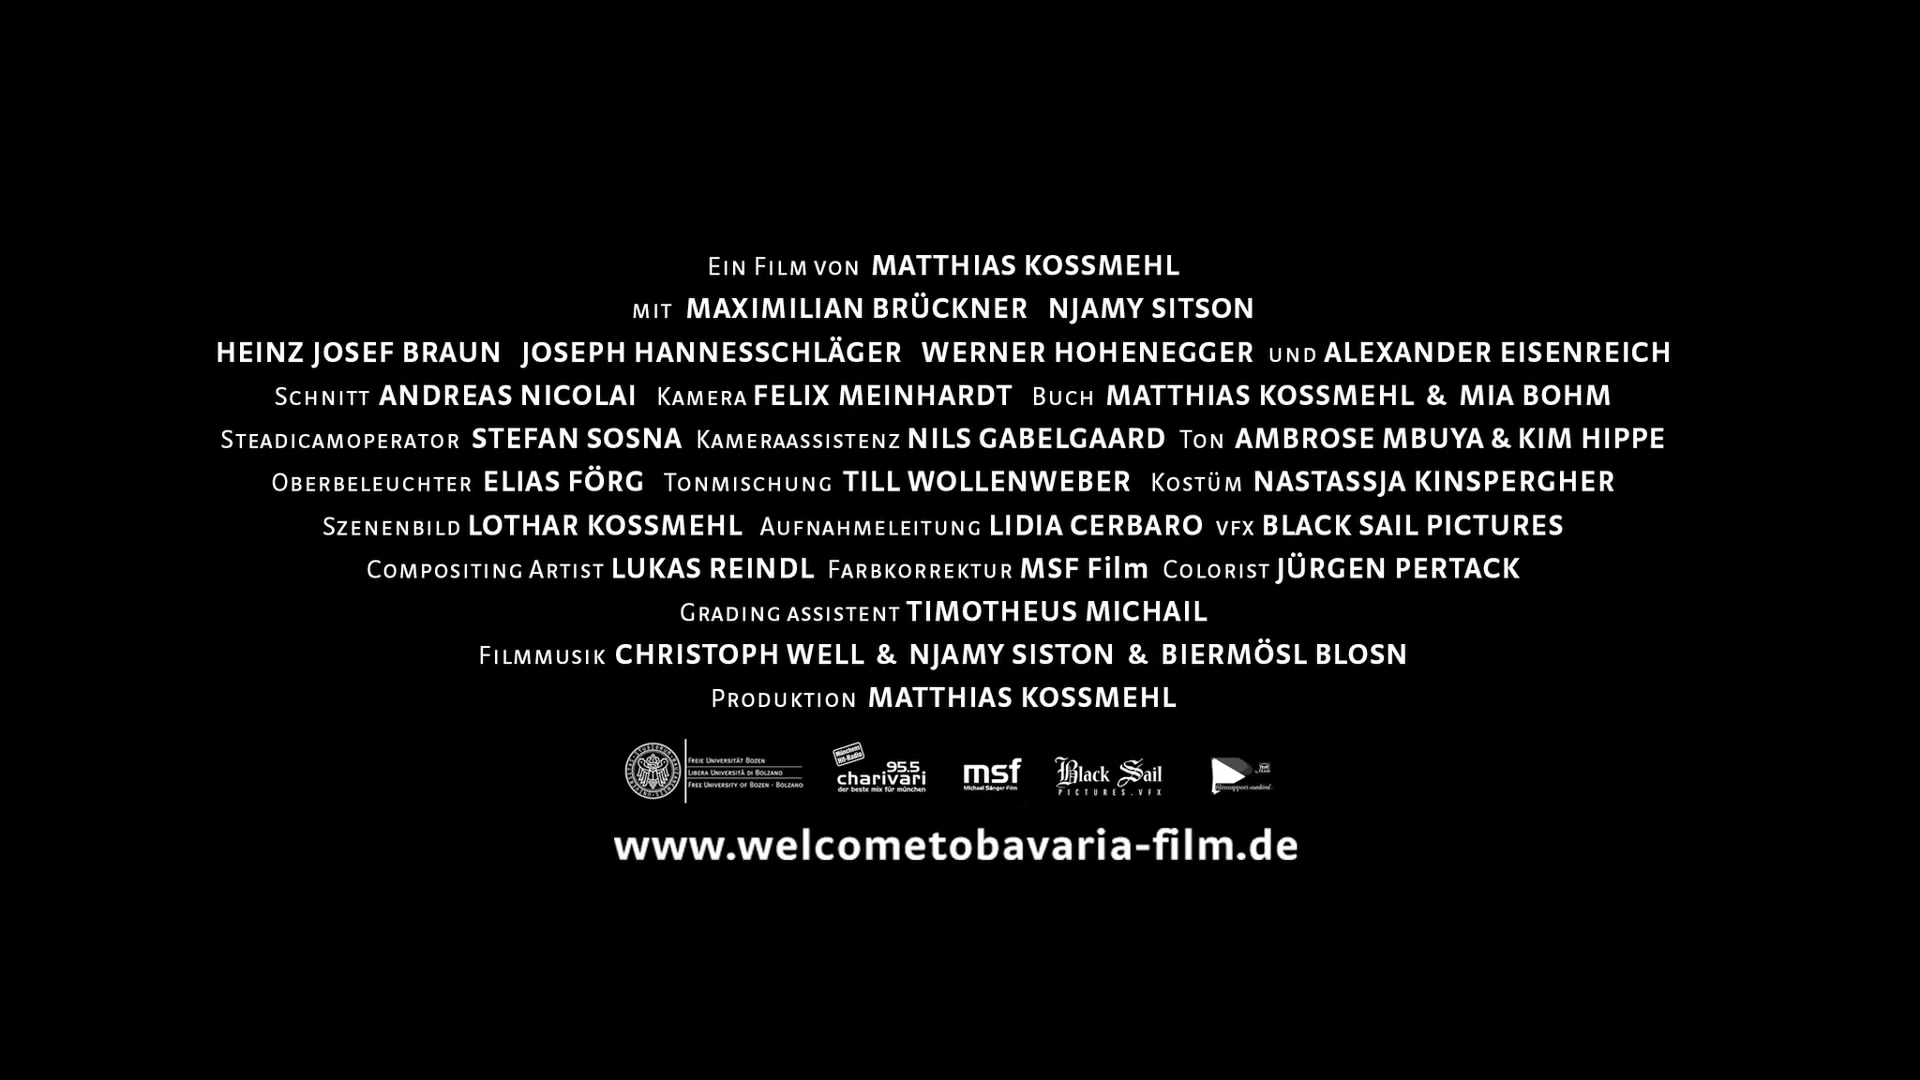 Ein Film von MATTHIAS KOSSMEHL
mit MAXIMILIAN BRÜCKNER NJAMY SITSON
HEINZ JOSEF BRAUN JOSEPH HANNESSCHLÄGER WERNER HOHENEGGER und ALEXANDER EISENREICH
Schnitt ANDREAS NICOLAI Kamera FELIX MEINHARDT Buch MATTHIAS KOSSMEHL & MIA BOHM
Steadicamoperator STEFAN SOSNA Kameraassistenz NILS GABELGAARD Ton AMBROSE MBUYA & KIM HIPPE
Oberbeleuchter ELIAS FÖRG Tonmischung TILL WOLLENWEBER Kostüm NASTASSJA KINSPERGHER
Szenenbild LOTHAR KOSSMEHL Aufnahmeleitung LIDIA CERBARO vfx BLACK SAIL PICTURES
Compositing Artist LUKAS REINDL Farbkorrektur MSF Film Colorist JÜRGEN PERTACK
Grading assistent TIMOTHEUS MICHAIL
Filmmusik CHRISTOPH WELL & NJAMY SISTON & BIERMÖSL BLOSN
Produktion MATTHIAS KOSSMEHL
Freie Universität Bozen
Libera Università di Bolzano
Free University of Bozen - Bolzano
Münchens Hit-Radio
95.5
charivari
der beste mix für münchen
msf
Michael Sänger Film
Black Sail
PICTURES.VFX
www.welcometobavaria-film.de